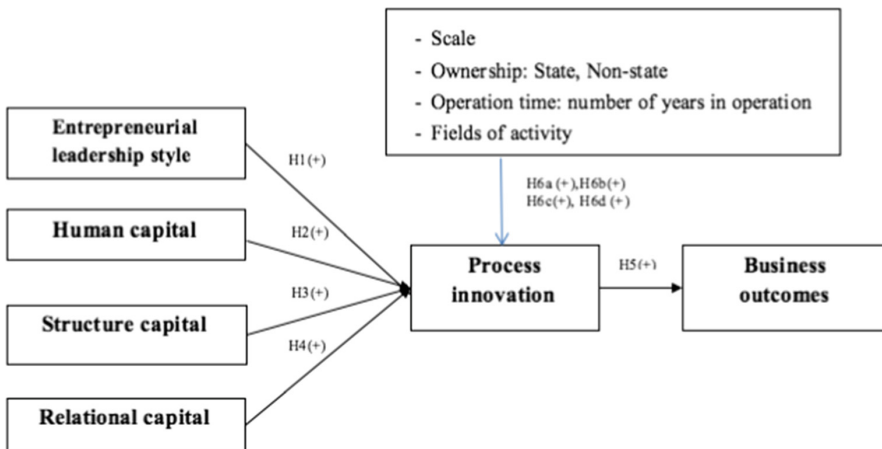 - Scale
- Ownership: State, Non-state
- Operation time: number of years in operation
- Fields of activity
Entrepreneurial
leadership style
H1(+)
H6a (+),H6b(+)
H6c(+), H6d (+)
Human capital
H2(+)
Process
innovation
H5(+)
Business
outcomes
H3(+)
Structure capital
H4(+)
Relational capital